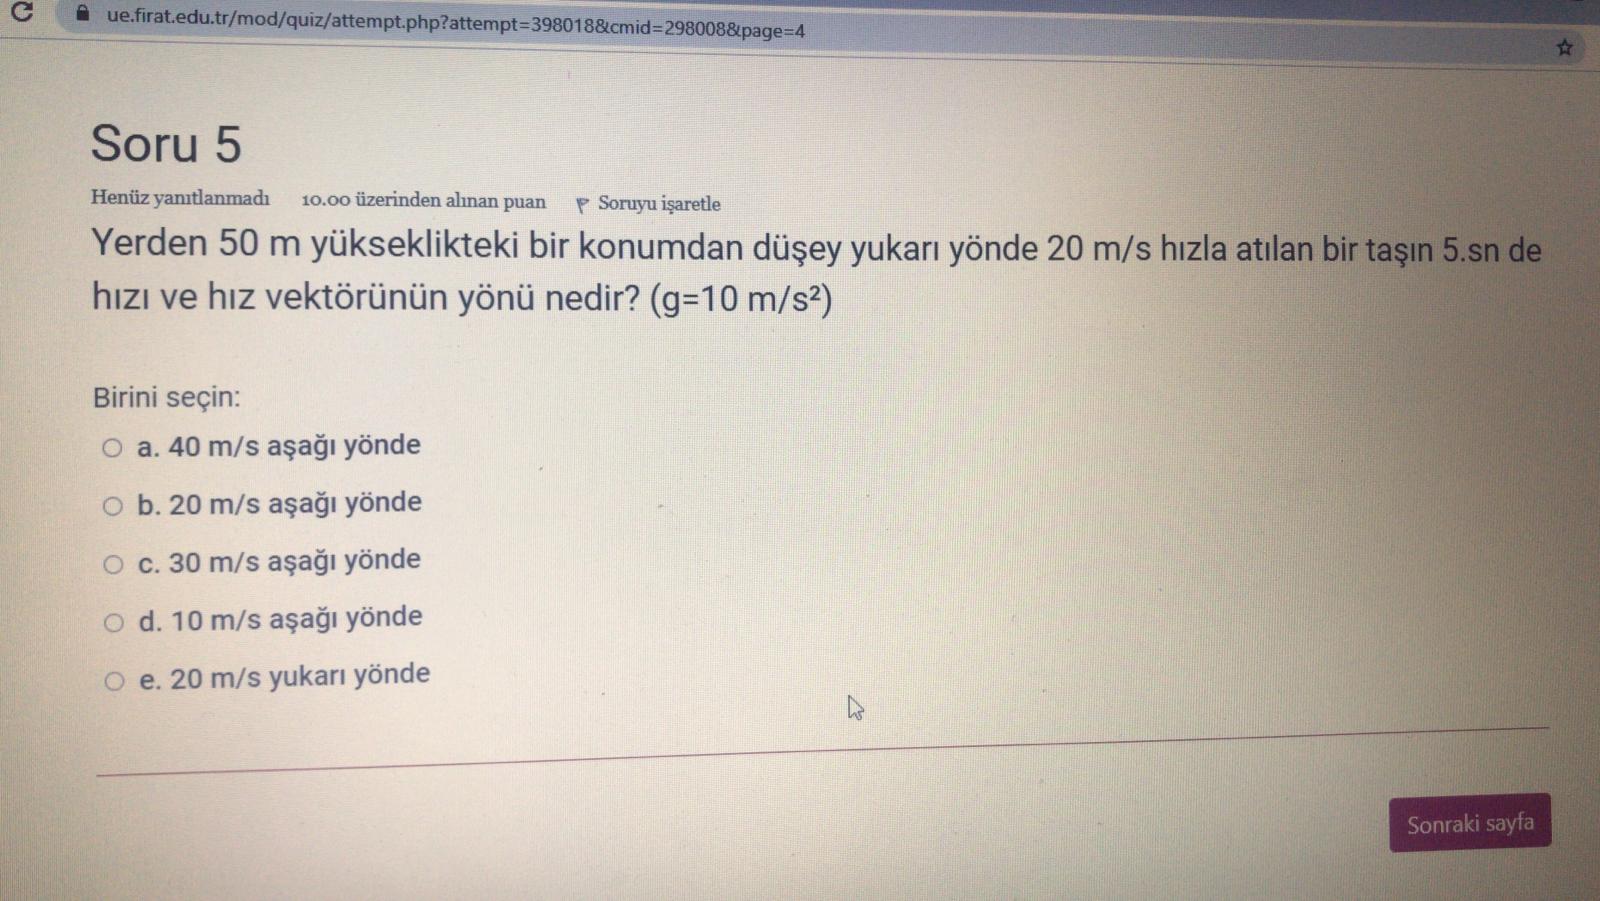 ue.firat.edu.tr/mod/quiz/attempt.php?attempt=398018&cmid=298008&page=4
Soru 5
Henüz yanıtlanmadı 10.00 üzerinden alınan puan Soruyu işaretle
Yerden 50 m yükseklikteki bir konumdan düşey yukarı yönde 20 m/s hızla atılan bir taşın 5.sn de
hızı ve hız vektörünün yönü nedir? (g=10 m/s²)
Birini seçin:
a. 40 m/s aşağı yönde
b. 20 m/s aşağı yönde
c. 30 m/s aşağı yönde
d. 10 m/s aşağı yönde
e. 20 m/s yukarı yönde
Sonraki sayfa